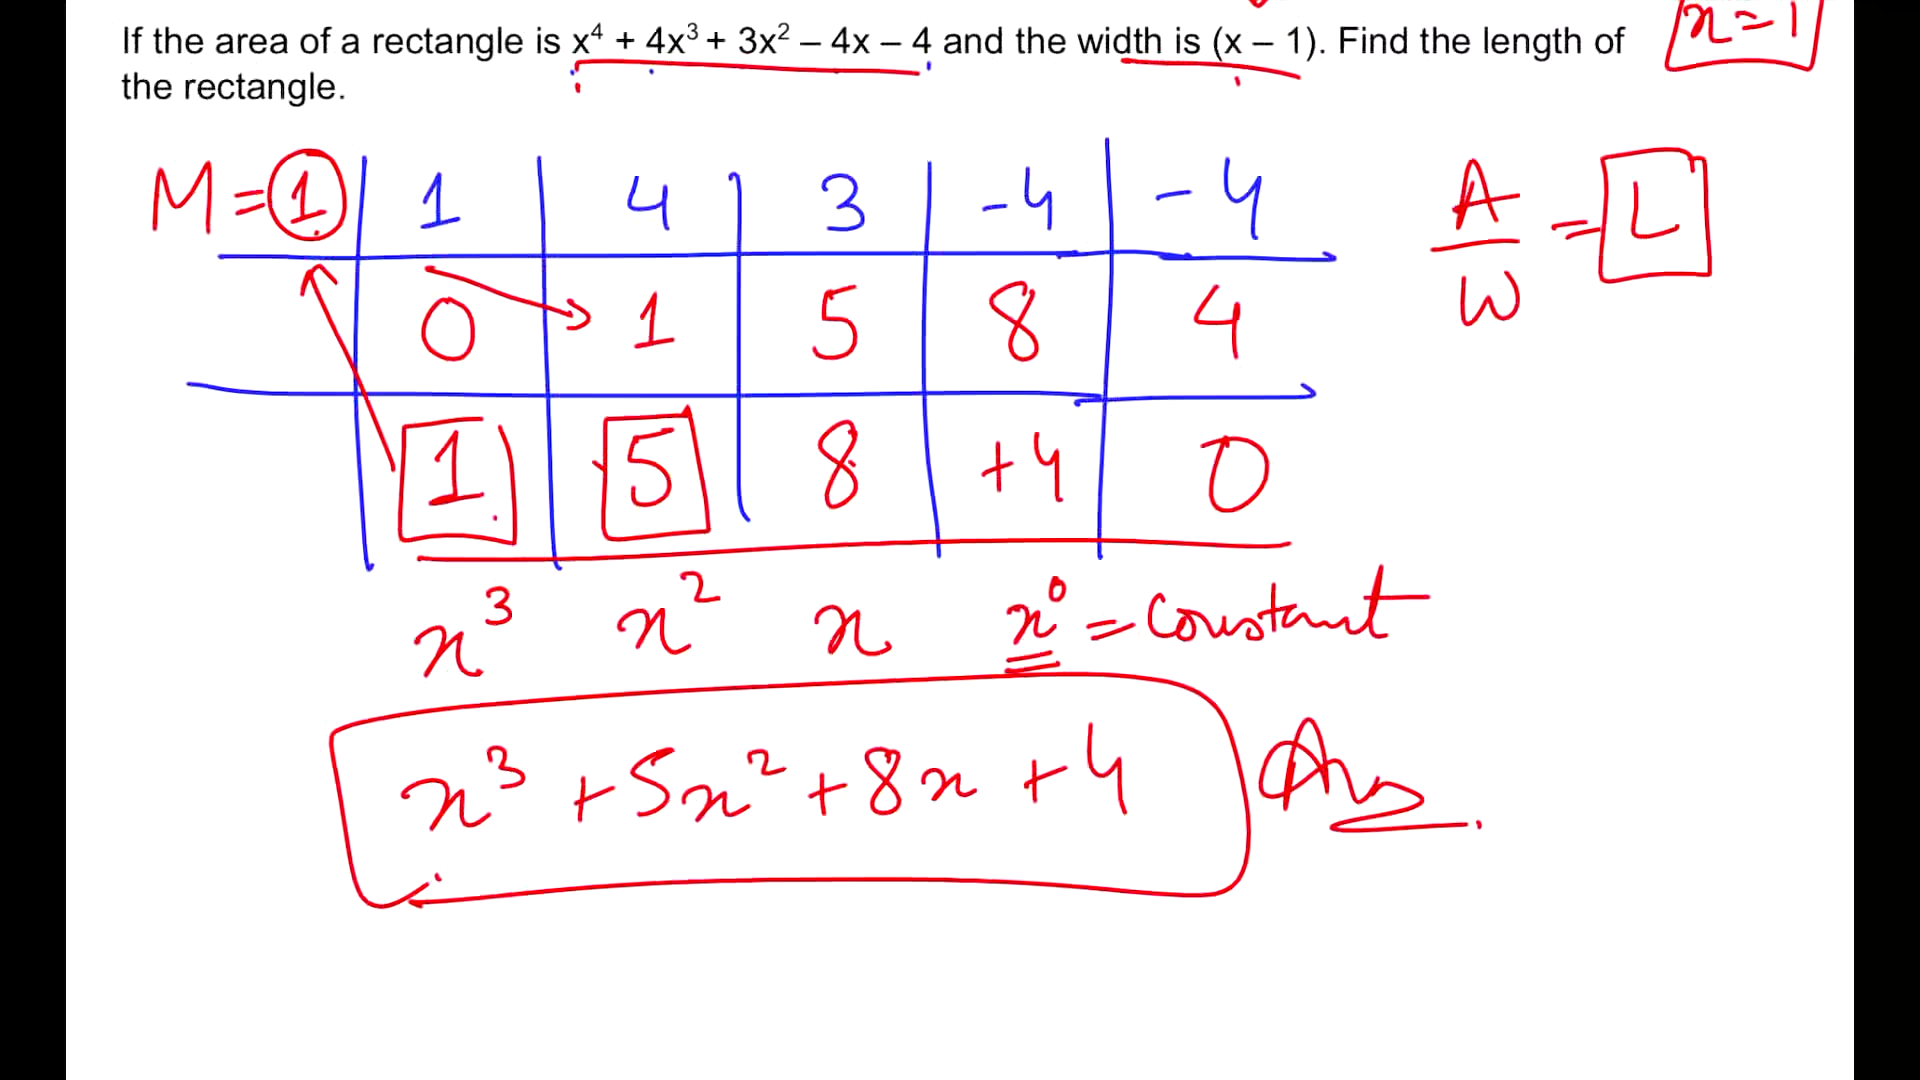 x = 1
If the area of a rectangle is x⁴ + 4x³ + 3x² – 4x – 4 and the width is (x – 1). Find the length of
the rectangle.
M = 1 1 4 3 -4 -4
0 1 5 8 4
1 5 8 +4 0
A/W = L
x³ x² x x⁰ = Constant
x³ + 5x² + 8x + 4 Ans